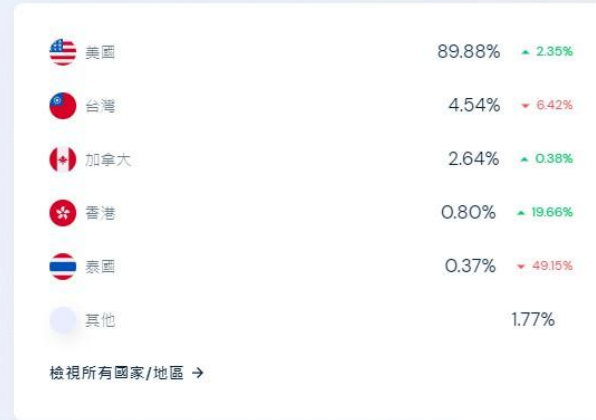 美國 89.88% 2.35%
台灣 4.54% 6.42%
加拿大 2.64% 0.38%
香港 0.80% 19.66%
泰國 0.37% 49.15%
其他 1.77%
檢視所有國家/地區 →